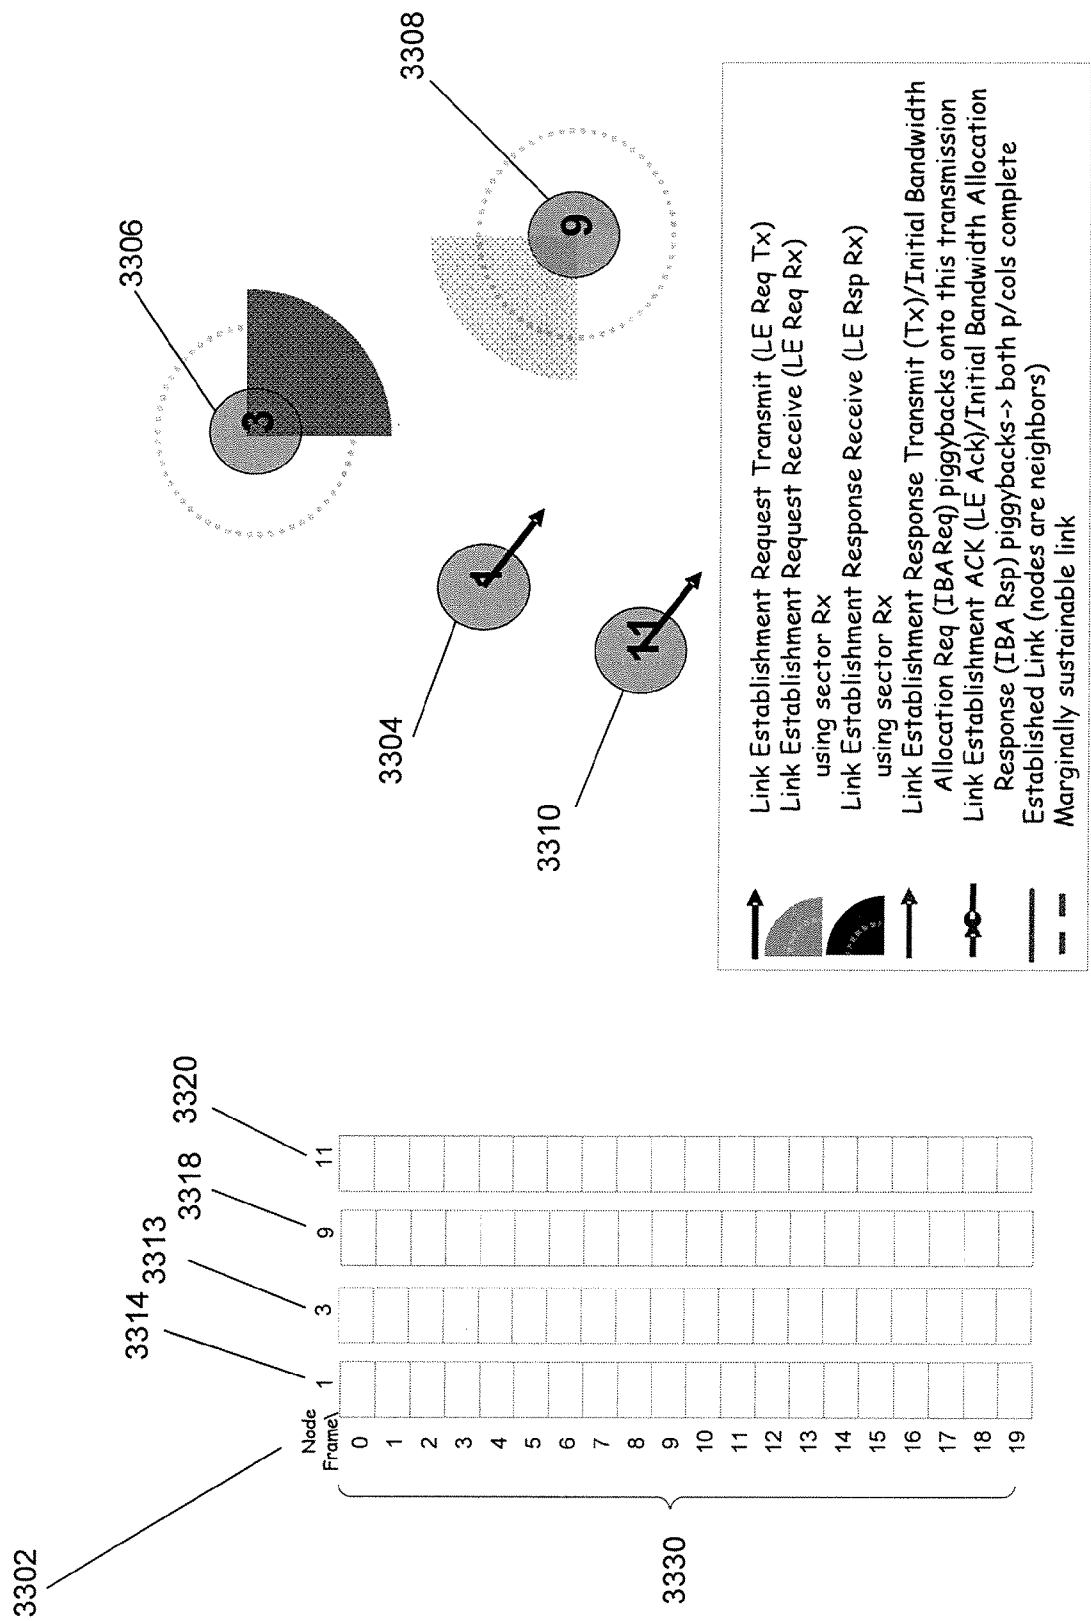 3302
3314
3313
3318
3320
Node
Frame\
1
3
9
11
0
1
2
3
4
5
6
7
8
9
10
11
12
13
14
15
16
17
18
19
3330
3306
3308
3304
3310
3
9
1
11
Link Establishment Request Transmit (LE Req Tx)
Link Establishment Request Receive (LE Req Rx)
using sector Rx
Link Establishment Response Receive (LE Rsp Rx)
using sector Rx
Link Establishment Response Transmit (Tx)/Initial Bandwidth
Allocation Req (IBA Req) piggybacks onto this transmission
Link Establishment ACK (LE Ack)/Initial Bandwidth Allocation
Response (IBA Rsp) piggybacks-> both p/cols complete
Established Link (nodes are neighbors)
Marginally sustainable link